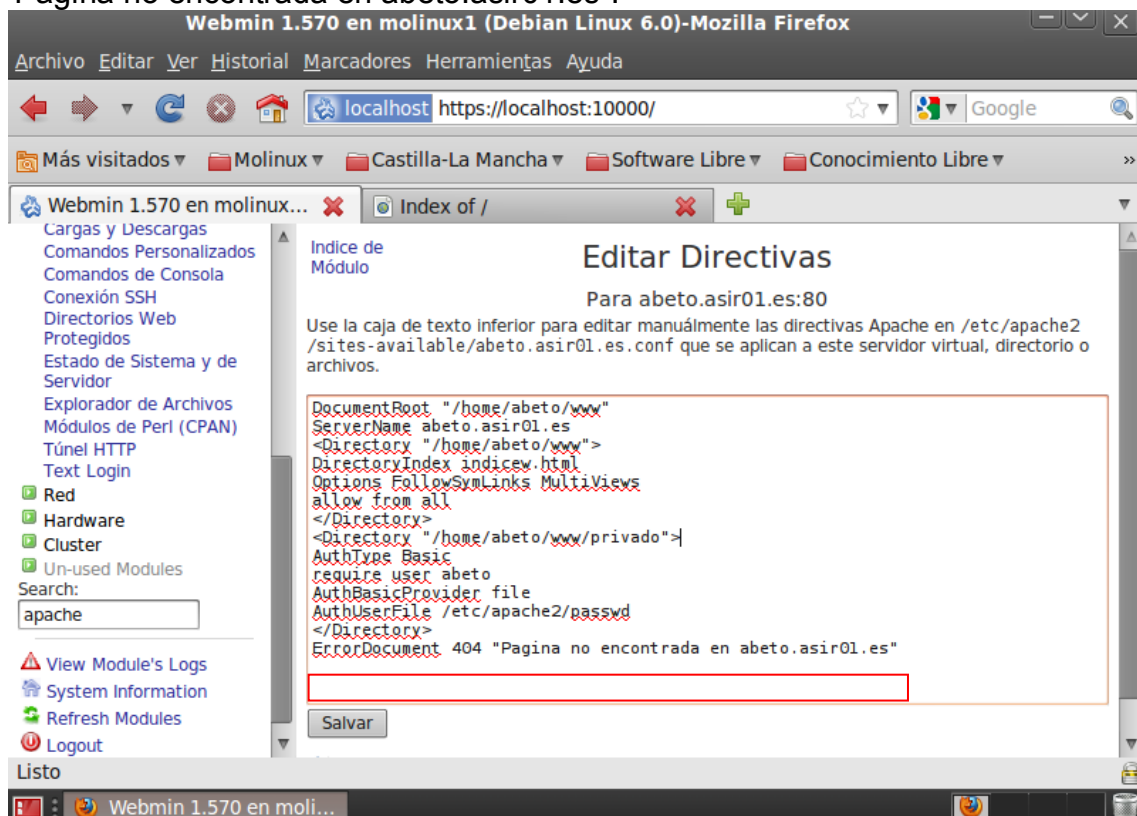 Webmin 1.570 en molinux1 (Debian Linux 6.0)-Mozilla Firefox
Archivo Editar Ver Historial Marcadores Herramientas Ayuda
localhost https://localhost:10000/
Google
Más visitados Molinux Castilla-La Mancha Software Libre Conocimiento Libre »
Webmin 1.570 en molinux... Index of /
Cargas y Descargas
Comandos Personalizados
Comandos de Consola
Conexión SSH
Directorios Web
Protegidos
Estado de Sistema y de
Servidor
Explorador de Archivos
Módulos de Perl (CPAN)
Túnel HTTP
Text Login
Red
Hardware
Cluster
Un-used Modules
Search:
apache
View Module's Logs
System Information
Refresh Modules
Logout
Indice de
Módulo
Editar Directivas
Para abeto.asir01.es:80
Use la caja de texto inferior para editar manuálmente las directivas Apache en /etc/apache2
/sites-available/abeto.asir01.es.conf que se aplican a este servidor virtual, directorio o
archivos.
DocumentRoot "/home/abeto/www"
ServerName abeto.asir01.es
<Directory "/home/abeto/www">
DirectoryIndex indicew.html
Options FollowSymLinks MultiViews
allow from all
</Directory>
<Directory "/home/abeto/www/privado">
AuthType Basic
require user abeto
AuthBasicProvider file
AuthUserFile /etc/apache2/passwd
</Directory>
ErrorDocument 404 "Pagina no encontrada en abeto.asir01.es"
Salvar
Listo
Webmin 1.570 en moli...